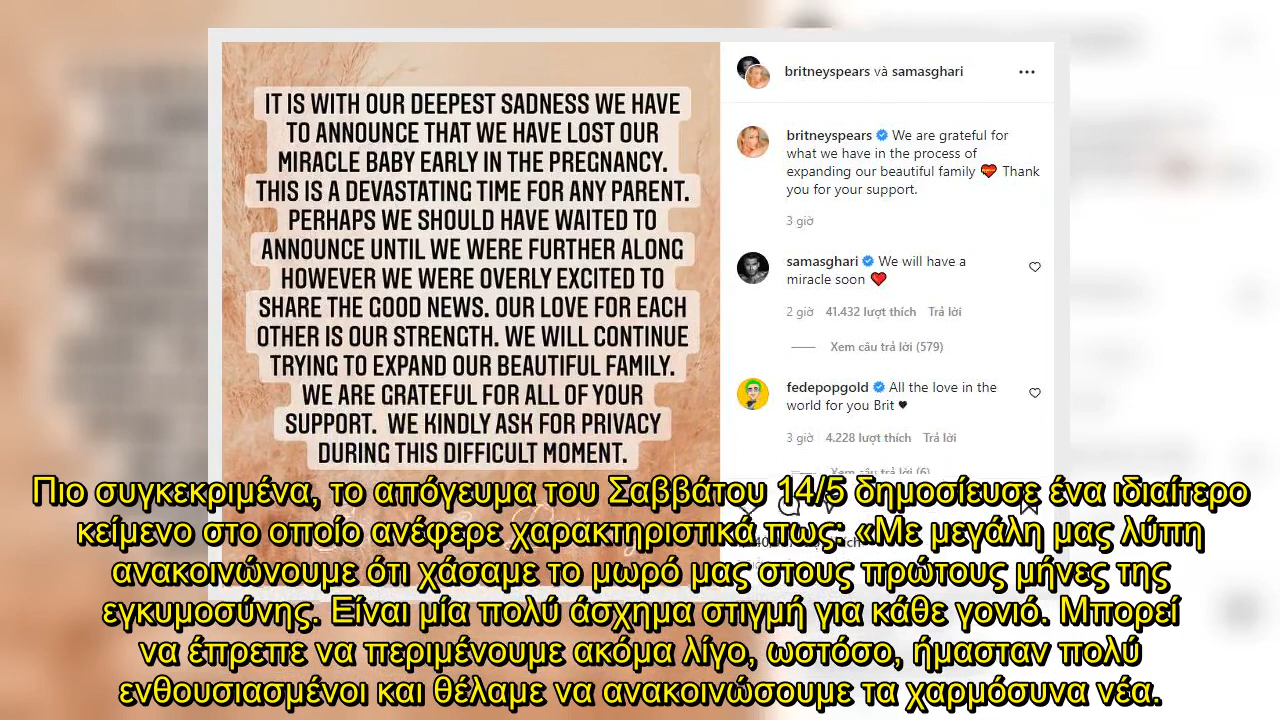 IT IS WITH OUR DEEPEST SADNESS WE HAVE
TO ANNOUNCE THAT WE HAVE LOST OUR
MIRACLE BABY EARLY IN THE PREGNANCY.
THIS IS A DEVASTATING TIME FOR ANY PARENT.
PERHAPS WE SHOULD HAVE WAITED TO
ANNOUNCE UNTIL WE WERE FURTHER ALONG
HOWEVER WE WERE OVERLY EXCITED TO
SHARE THE GOOD NEWS. OUR LOVE FOR EACH
OTHER IS OUR STRENGTH. WE WILL CONTINUE
TRYING TO EXPAND OUR BEAUTIFUL FAMILY.
WE ARE GRATEFUL FOR ALL OF YOUR
SUPPORT. WE KINDLY ASK FOR PRIVACY
DURING THIS DIFFICULT MOMENT.
britneyspears và samasghari
britneyspears We are grateful for
what we have in the process of
expanding our beautiful family Thank
you for your support.
3 giờ
samasghari We will have a
miracle soon
2 giờ 41.432 lượt thích Trả lời
Xem câu trả lời (579)
fedepopgold All the love in the
world for you Brit
3 giờ 4.228 lượt thích Trả lời
Xem câu trả lời (6)
Πιο συγκεκριμένα, το απόγευμα του Σαββάτου 14/5 δημοσίευσε ένα ιδιαίτερο
κείμενο στο οποίο ανέφερε χαρακτηριστικά πως: «Με μεγάλη μας λύπη
ανακοινώνουμε ότι χάσαμε το μωρό μας στους πρώτους μήνες της
εγκυμοσύνης. Είναι μία πολύ άσχημα στιγμή για κάθε γονιό. Μπορεί
να έπρεπε να περιμένουμε ακόμα λίγο, ωστόσο, ήμασταν πολύ
ενθουσιασμένοι και θέλαμε να ανακοινώσουμε τα χαρμόσυνα νέα.